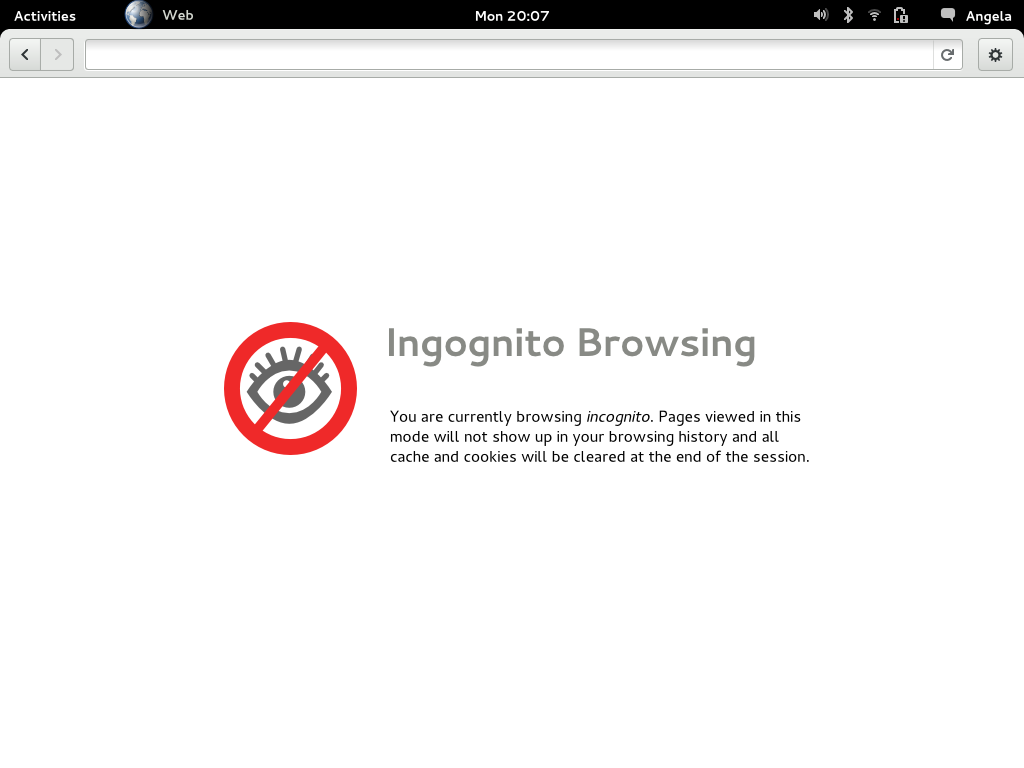 Activities Web Mon 20:07 Angela
Ingognito Browsing
You are currently browsing incognito. Pages viewed in this
mode will not show up in your browsing history and all
cache and cookies will be cleared at the end of the session.